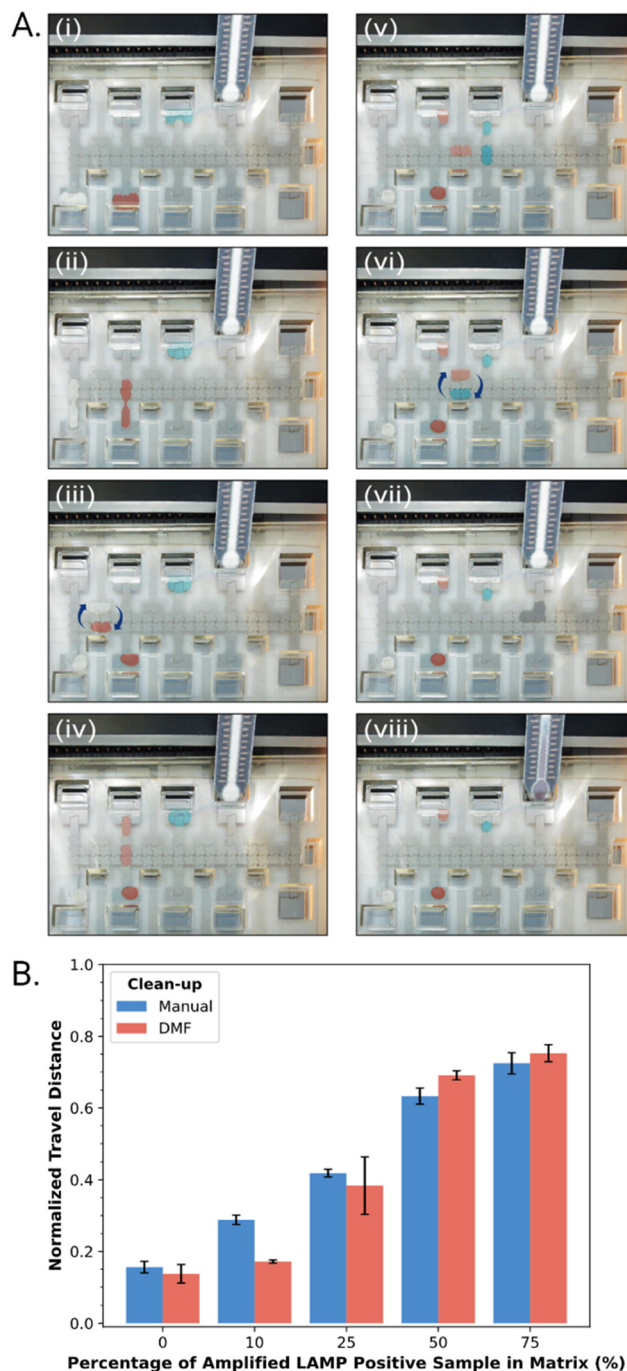 A.
(i)
(v)
(ii)
(vi)
(iii)
(vii)
(iv)
(viii)
B.
1.0
0.8
0.6
0.4
0.2
0.0
Normalized Travel Distance
Clean-up
Manual
DMF
0 10 25 50 75
Percentage of Amplified LAMP Positive Sample in Matrix (%)